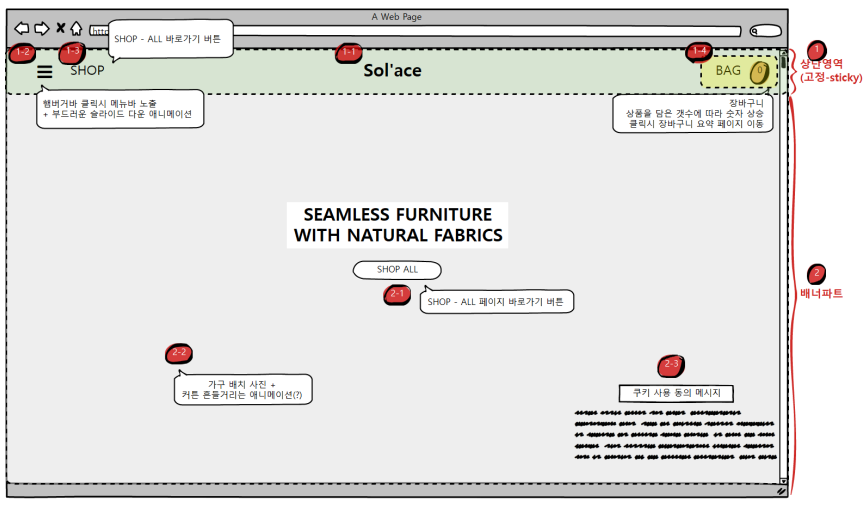 A Web Page
http
SHOP - ALL 바로가기 버튼
1-2
1-3
1-1
1-4
1
상단영역
(고정-sticky)
SHOP
Sol'ace
BAG
0
햄버거바 클릭시 메뉴바 노출
+ 부드러운 슬라이드 다운 애니메이션
장바구니
상품을 담은 갯수에 따라 숫자 상승
클릭시 장바구니 요약 페이지 이동
SEAMLESS FURNITURE
WITH NATURAL FABRICS
SHOP ALL
2-1
SHOP - ALL 페이지 바로가기 버튼
2
배너파트
2-2
가구 배치 사진 +
커튼 흔들거리는 애니메이션(?)
2-3
쿠키 사용 동의 메시지